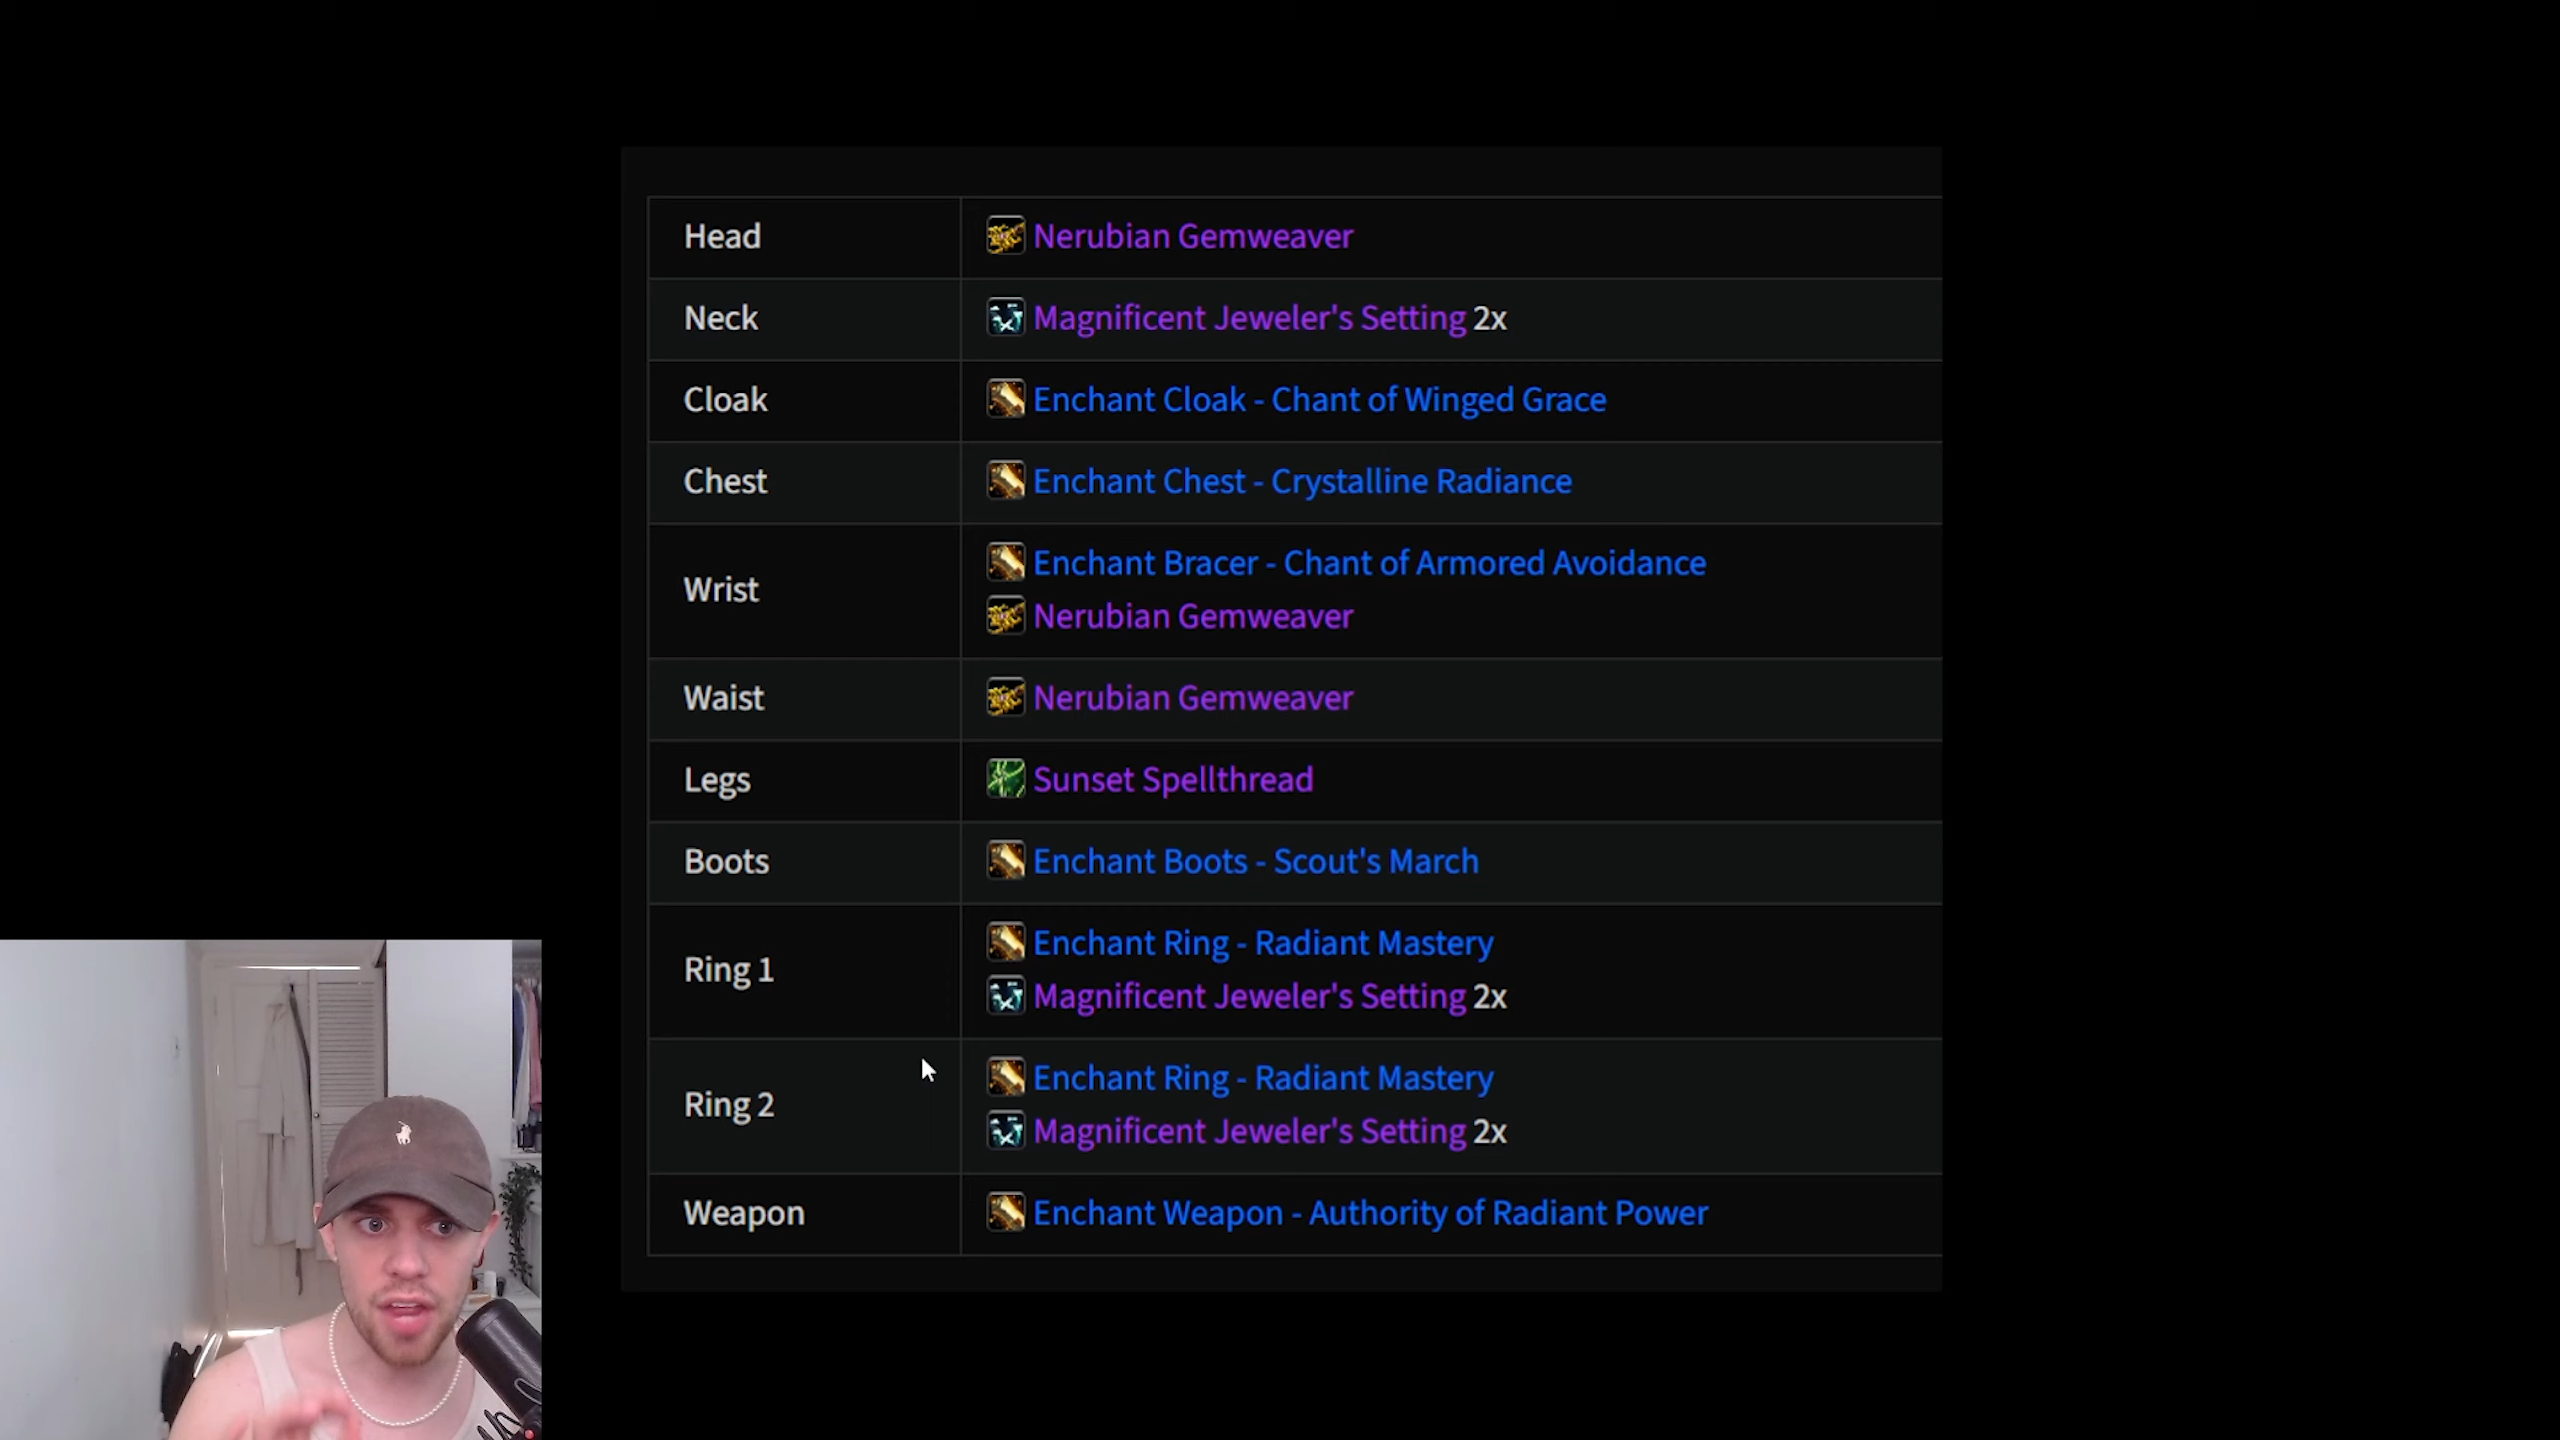 Head
Nerubian Gemweaver
Neck
Magnificent Jeweler's Setting 2x
Cloak
Enchant Cloak - Chant of Winged Grace
Chest
Enchant Chest - Crystalline Radiance
Wrist
Enchant Bracer - Chant of Armored Avoidance
Nerubian Gemweaver
Waist
Nerubian Gemweaver
Legs
Sunset Spellthread
Boots
Enchant Boots - Scout's March
Ring 1
Enchant Ring - Radiant Mastery
Magnificent Jeweler's Setting 2x
Ring 2
Enchant Ring - Radiant Mastery
Magnificent Jeweler's Setting 2x
Weapon
Enchant Weapon - Authority of Radiant Power